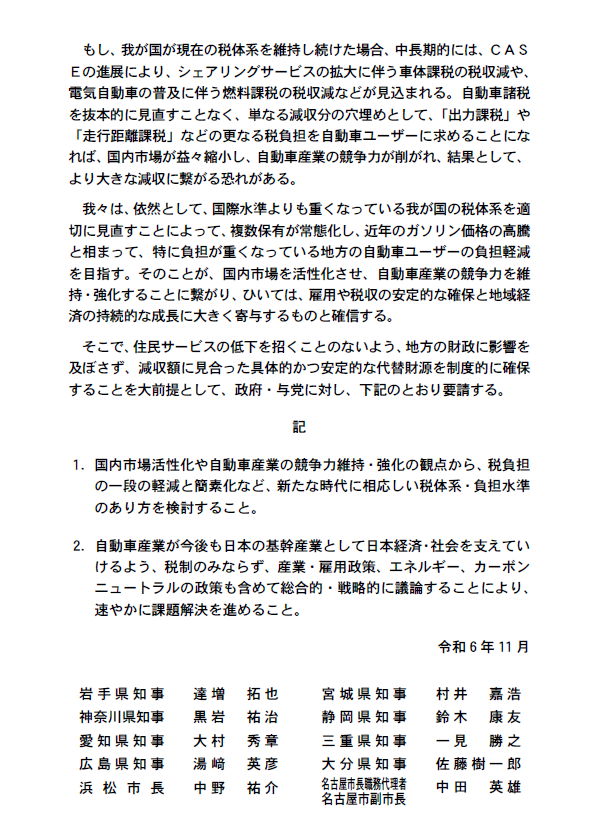 もし、我が国が現在の税体系を維持し続けた場合、中長期的には、ＣＡＳ
Ｅの進展により、シェアリングサービスの拡大に伴う車体課税の税収減や、
電気自動車の普及に伴う燃料課税の税収減などが見込まれる。自動車諸税
を抜本的に見直すことなく、単なる減収分の穴埋めとして、「出力課税」や
「走行距離課税」などの更なる税負担を自動車ユーザーに求めることにな
れば、国内市場が益々縮小し、自動車産業の競争力が削がれ、結果として、
より大きな減収に繋がる恐れがある。
我々は、依然として、国際水準よりも重くなっている我が国の税体系を適
切に見直すことによって、複数保有が常態化し、近年のガソリン価格の高騰
と相まって、特に負担が重くなっている地方の自動車ユーザーの負担軽減
を目指す。そのことが、国内市場を活性化させ、自動車産業の競争力を維
持・強化することに繋がり、ひいては、雇用や税収の安定的な確保と地域経
済の持続的な成長に大きく寄与するものと確信する。
そこで、住民サービスの低下を招くことのないよう、地方の財政に影響を
及ぼさず、減収額に見合った具体的かつ安定的な代替財源を制度的に確保
することを大前提として、政府・与党に対し、下記のとおり要請する。
記
１．国内市場活性化や自動車産業の競争力維持・強化の観点から、税負担
の一段の軽減と簡素化など、新たな時代に相応しい税体系・負担水準
のあり方を検討すること。
２．自動車産業が今後も日本の基幹産業として日本経済・社会を支えてい
けるよう、税制のみならず、産業・雇用政策、エネルギー、カーボン
ニュートラルの政策も含めて総合的・戦略的に議論することにより、
速やかに課題解決を進めること。
令和６年11月
岩手県知事 達増 拓也 宮城県知事 村井 嘉浩
神奈川県知事 黒岩 祐治 静岡県知事 鈴木 康友
愛知県知事 大村 秀章 三重県知事 一見 勝之
広島県知事 湯﨑 英彦 大分県知事 佐藤樹一郎
浜松市長 中野 祐介 名古屋市長職務代理者 中田 英雄
名古屋市副市長